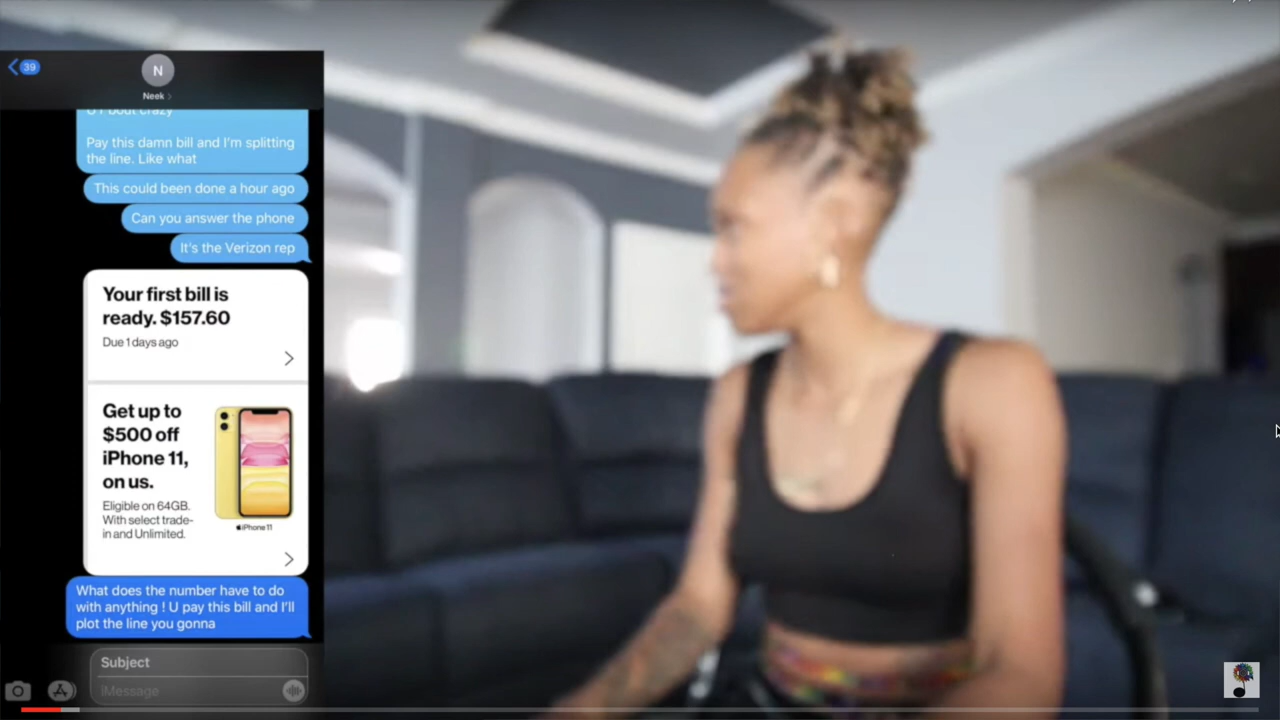 39
N
Neek
Pay this damn bill and I'm splitting
the line. Like what
This could been done a hour ago
Can you answer the phone
It's the Verizon rep
Your first bill is
ready. $157.60
Due 1 days ago
Get up to
$500 off
iPhone 11,
on us.
Eligible on 64GB.
With select trade-
in and Unlimited.
iPhone 11
What does the number have to do
with anything ! U pay this bill and I'll
plot the line you gonna
Subject
iMessage